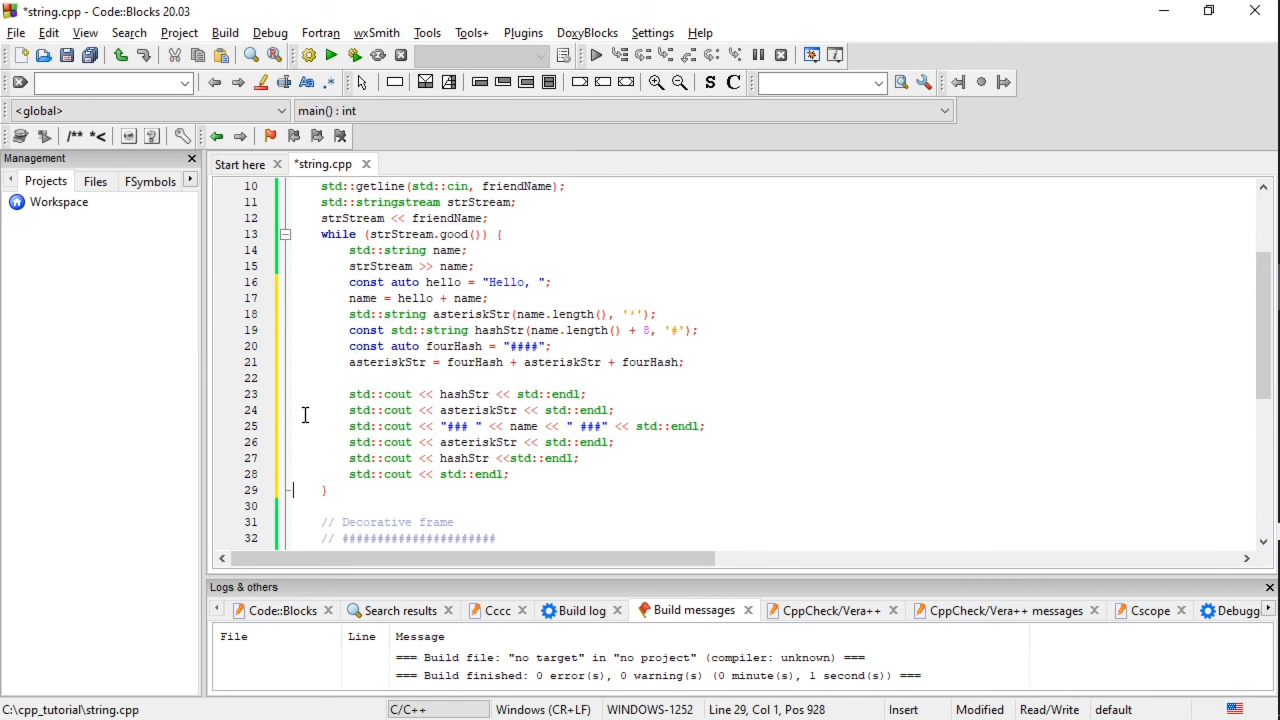 *string.cpp - Code::Blocks 20.03
File Edit View Search Project Build Debug Fortran wxSmith Tools Tools+ Plugins DoxyBlocks Settings Help
S C
<global> main() : int
/** *<
Management
Start here *string.cpp
Projects Files FSymbols
Workspace
10 std::getline(std::cin, friendName);
11 std::stringstream strStream;
12 strStream << friendName;
13 while (strStream.good()) {
14 std::string name;
15 strStream >> name;
16 const auto hello = "Hello, ";
17 name = hello + name;
18 std::string asteriskStr(name.length(), '*');
19 const std::string hashStr(name.length() + 8, '#');
20 const auto fourHash = "####";
21 asteriskStr = fourHash + asteriskStr + fourHash;
22
23 std::cout << hashStr << std::endl;
24 std::cout << asteriskStr << std::endl;
25 std::cout << "### " << name << " ###" << std::endl;
26 std::cout << asteriskStr << std::endl;
27 std::cout << hashStr <<std::endl;
28 std::cout << std::endl;
29 }
30
31 // Decorative frame
32 // ######################
Logs & others
Code::Blocks Search results Cccc Build log Build messages CppCheck/Vera++ CppCheck/Vera++ messages Cscope Debugg
File Line Message
=== Build file: "no target" in "no project" (compiler: unknown) ===
=== Build finished: 0 error(s), 0 warning(s) (0 minute(s), 1 second(s)) ===
C:\cpp_tutorial\string.cpp C/C++ Windows (CR+LF) WINDOWS-1252 Line 29, Col 1, Pos 928 Insert Modified Read/Write default